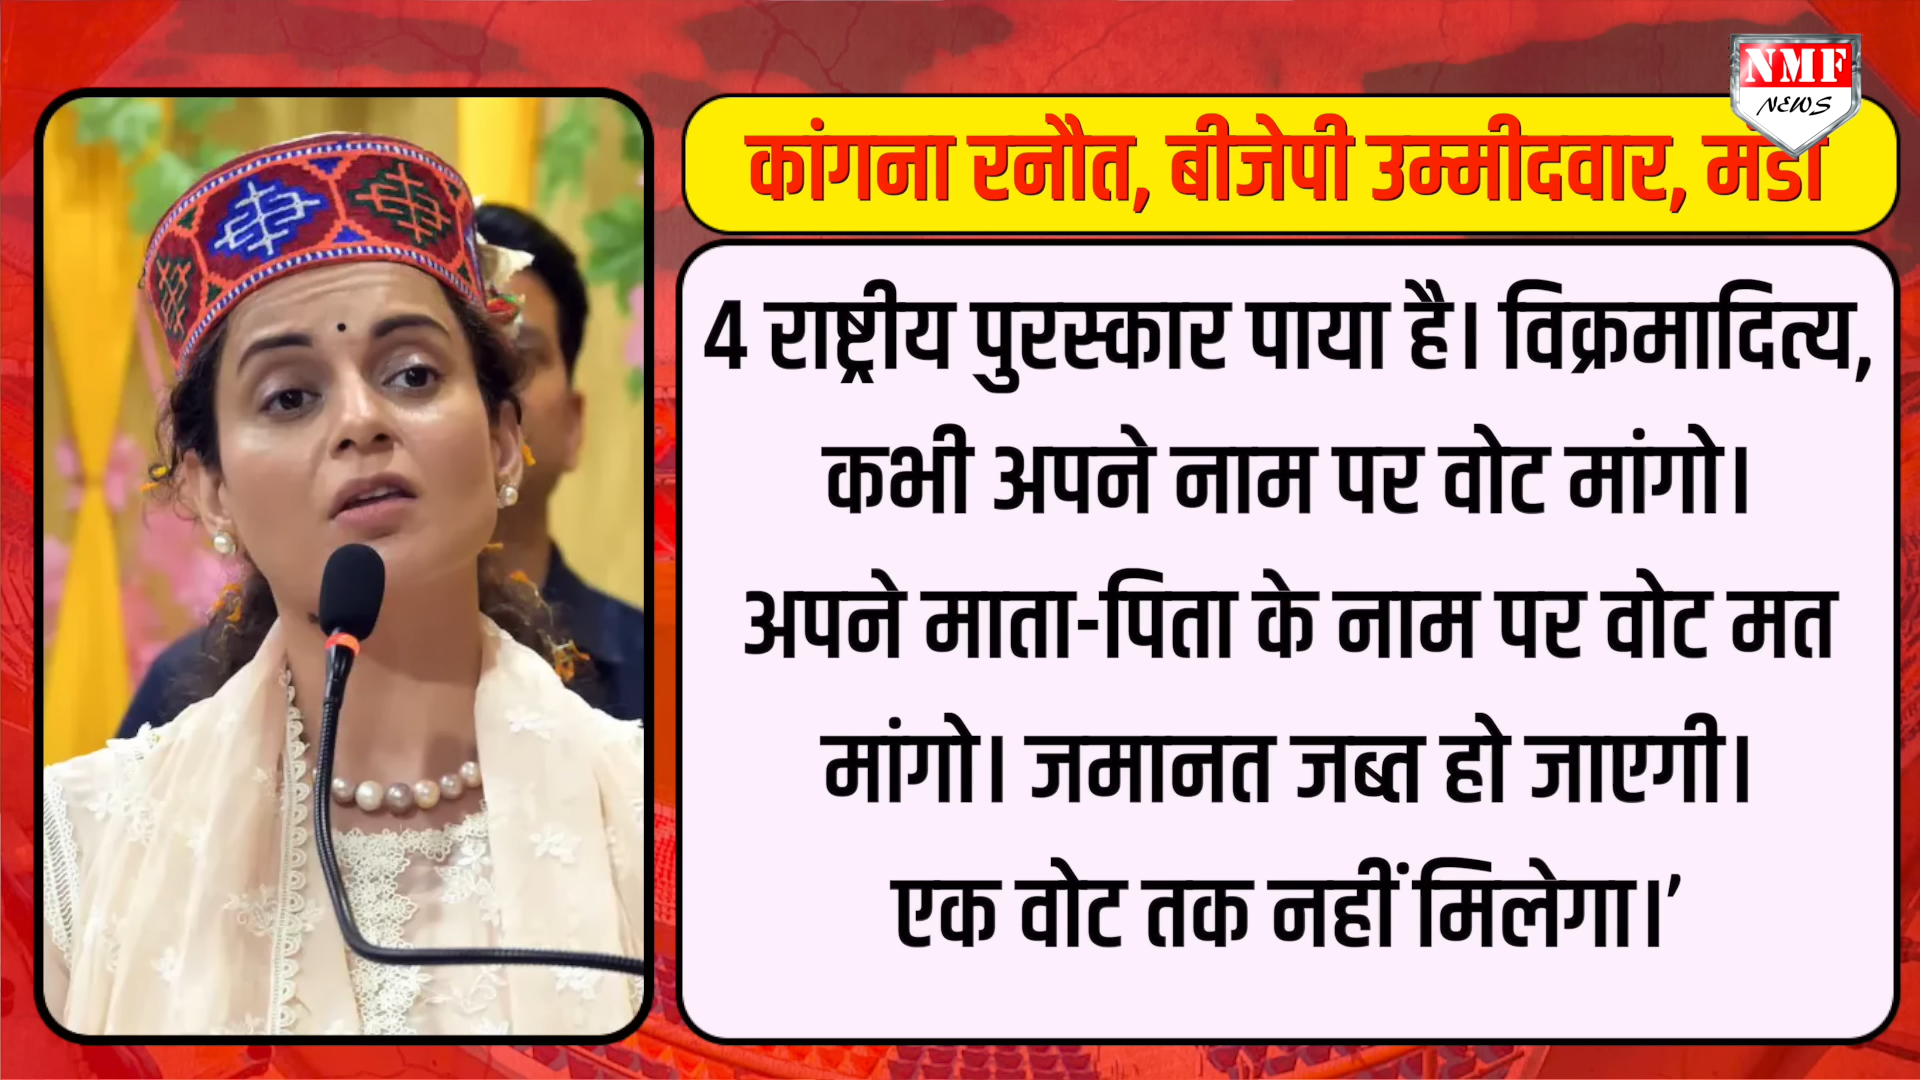 NMF
NEWS
कांगना रनौत, बीजेपी उम्मीदवार, मंडी
4 राष्ट्रीय पुरस्कार पाया है। विक्रमादित्य,
कभी अपने नाम पर वोट मांगो।
अपने माता-पिता के नाम पर वोट मत
मांगो। जमानत जब्त हो जाएगी।
एक वोट तक नहीं मिलेगा।’